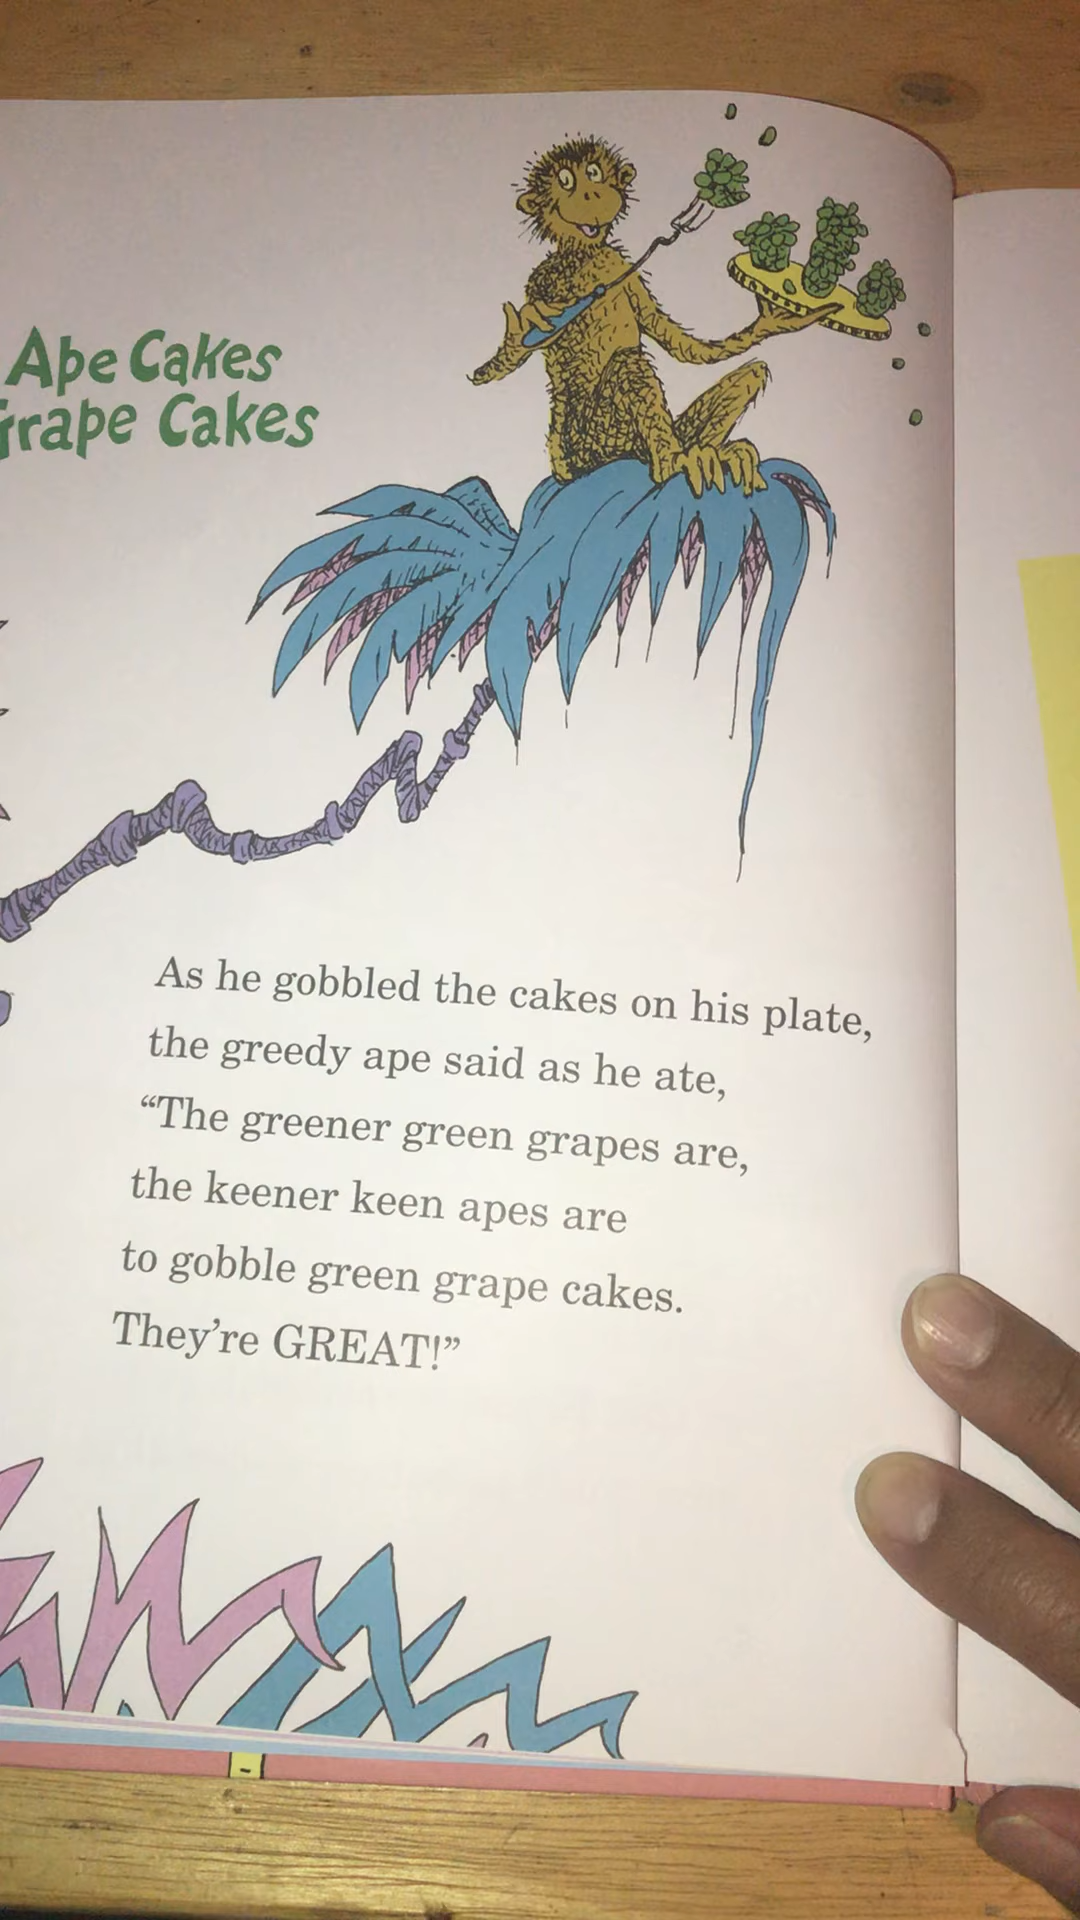 Ape Cakes
Grape Cakes
As he gobbled the cakes on his plate,
the greedy ape said as he ate,
“The greener green grapes are,
the keener keen apes are
to gobble green grape cakes.
They’re GREAT!”